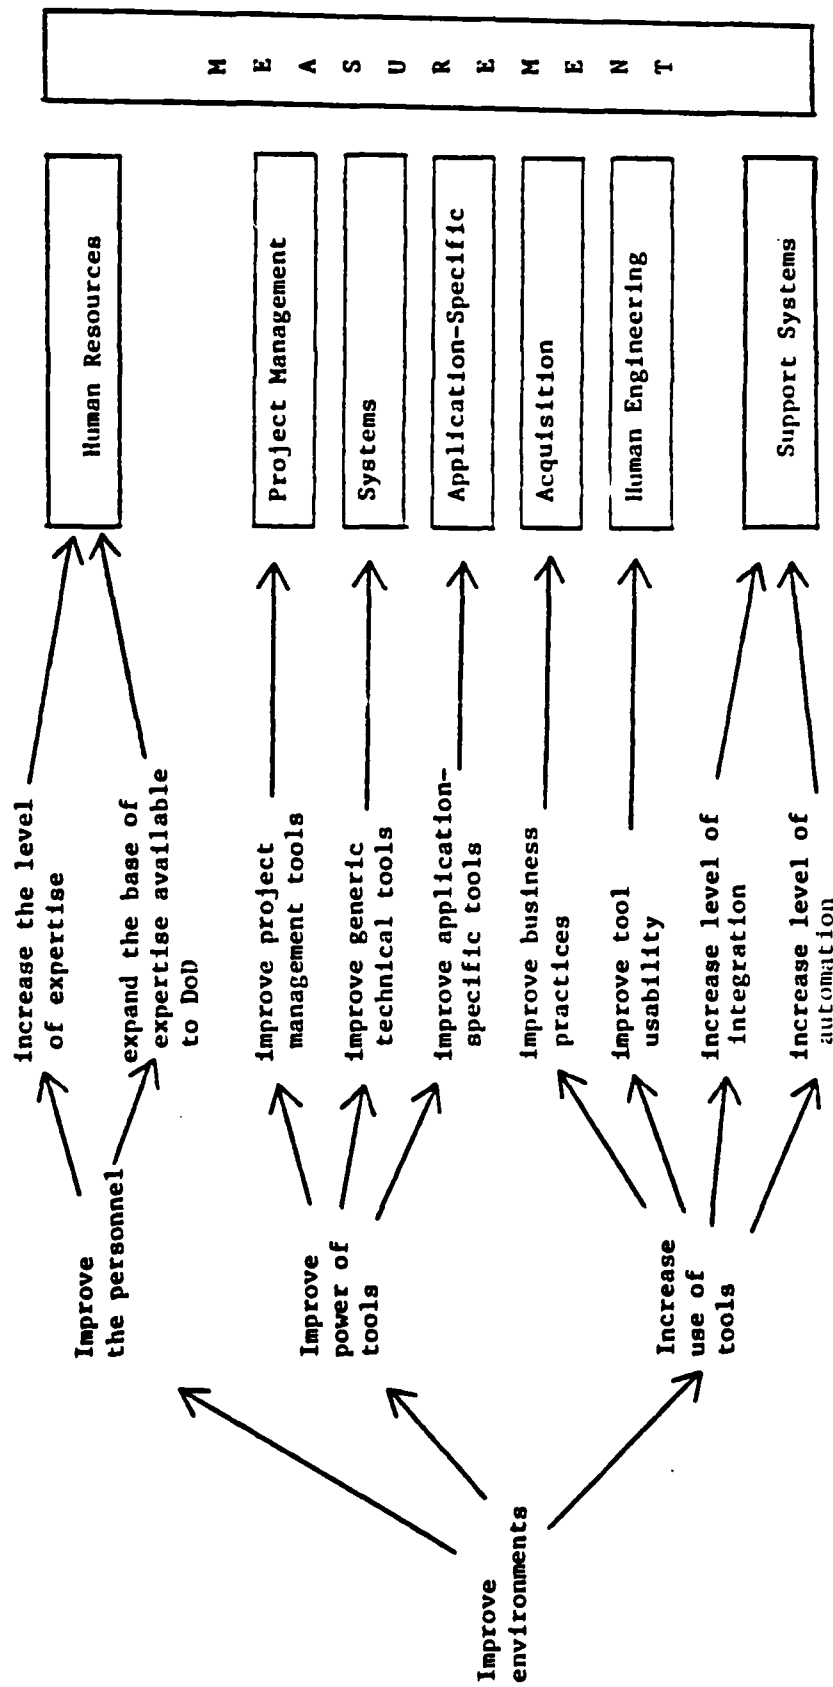 Improve
environments
Improve
the personnel
Improve
power of
tools
Increase
use of
tools
increase the level
of expertise
expand the base of
expertise available
to DoD
improve project
management tools
improve generic
technical tools
improve application-
specific tools
improve business
practices
improve tool
usability
increase level of
integration
increase level of
automation
Human Resources
Project Management
Systems
Application-Specific
Acquisition
Human Engineering
Support Systems
M E A S U R E M E N T